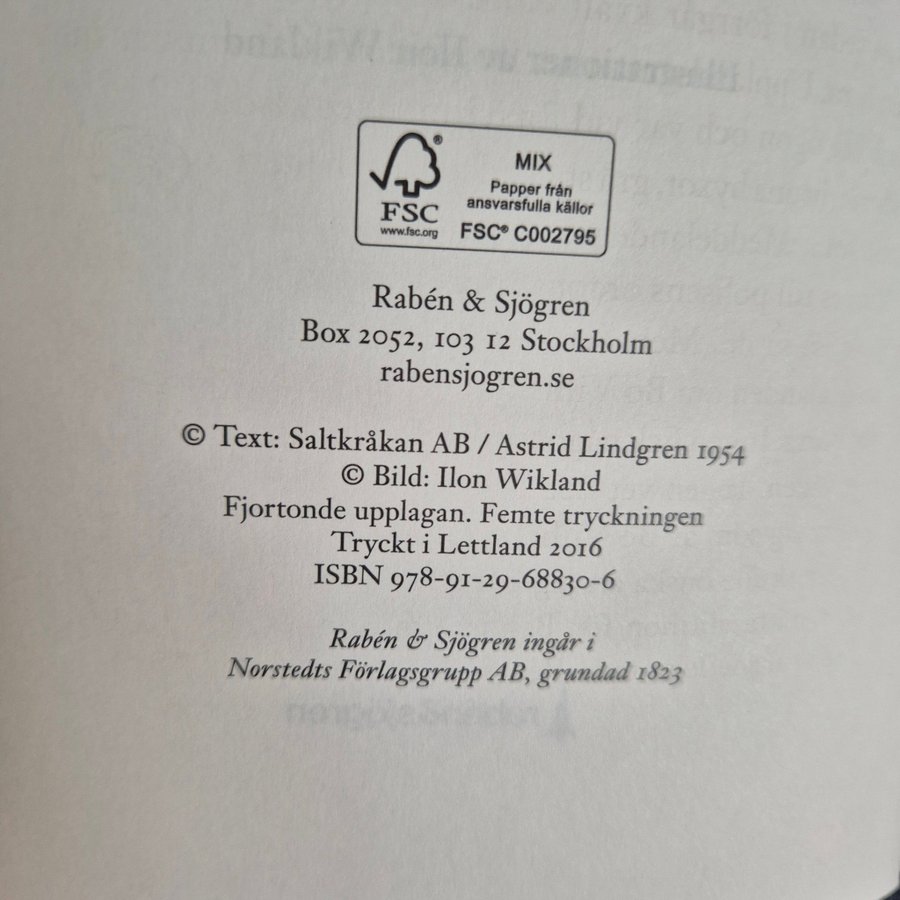 FSC®
www.fsc.org
MIX
Papper från
ansvarsfulla källor
FSC® C002795
Rabén & Sjögren
Box 2052, 103 12 Stockholm
rabensjogren.se
© Text: Saltkråkan AB / Astrid Lindgren 1954
© Bild: Ilon Wikland
Fjortonde upplagan. Femte tryckningen
Tryckt i Lettland 2016
ISBN 978-91-29-68830-6
Rabén & Sjögren ingår i
Norstedts Förlagsgrupp AB, grundad 1823